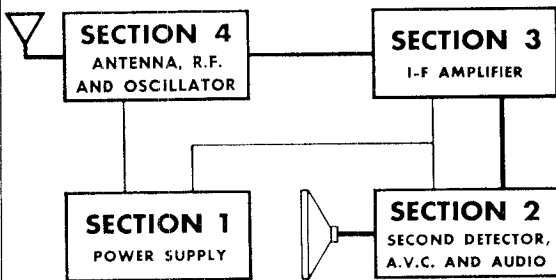 SECTION 4
ANTENNA, R.F.
AND OSCILLATOR
SECTION 3
I-F AMPLIFIER
SECTION 1
POWER SUPPLY
SECTION 2
SECOND DETECTOR,
A.V.C. AND AUDIO